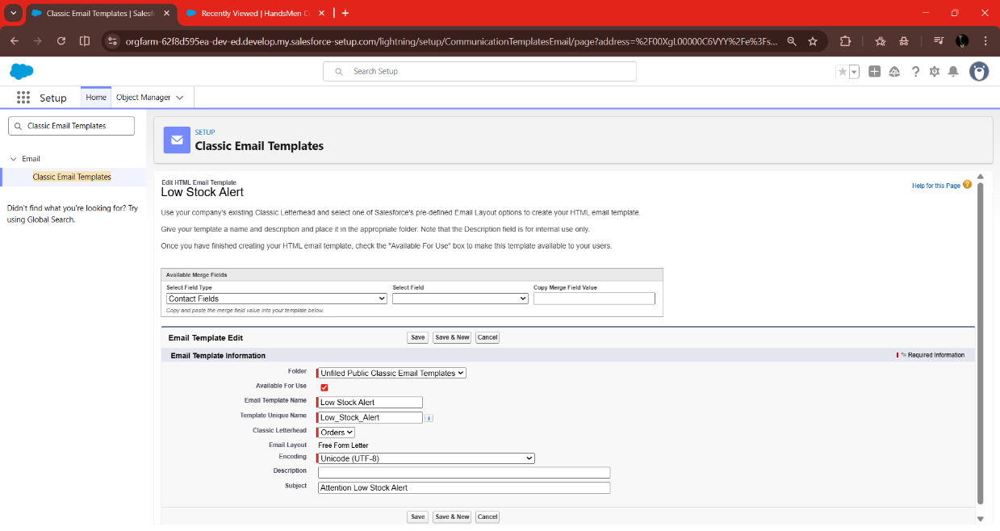 Classic Email Templates | Salesfo
Recently Viewed | HandsMen C
orgfarm-62f8d595ea-dev-ed.develop.my.salesforce-setup.com/lightning/setup/CommunicationTemplatesEmail/page?address=%2F00XgL00000C6VYY%2Fe%3Fs...
Search Setup
Setup
Home
Object Manager
Classic Email Templates
Email
Classic Email Templates
Didn't find what you're looking for? Try
using Global Search.
SETUP
Classic Email Templates
Edit HTML Email Template
Low Stock Alert
Help for this Page
Use your company's existing Classic Letterhead and select one of Salesforce's pre-defined Email Layout options to create your HTML email template.
Give your template a name and description and place it in the appropriate folder. Note that the Description field is for internal use only.
Once you have finished creating your HTML email template, check the "Available For Use" box to make this template available to your users.
Available Merge Fields
Select Field Type Select Field Copy Merge Field Value
Contact Fields
Copy and paste the merge field value into your template below.
Email Template Edit Save Save & New Cancel
Email Template Information = Required Information
Folder Unfiled Public Classic Email Templates
Available For Use
Email Template Name Low Stock Alert
Template Unique Name Low_Stock_Alert i
Classic Letterhead Orders
Email Layout Free Form Letter
Encoding Unicode (UTF-8)
Description
Subject Attention Low Stock Alert
Save Save & New Cancel